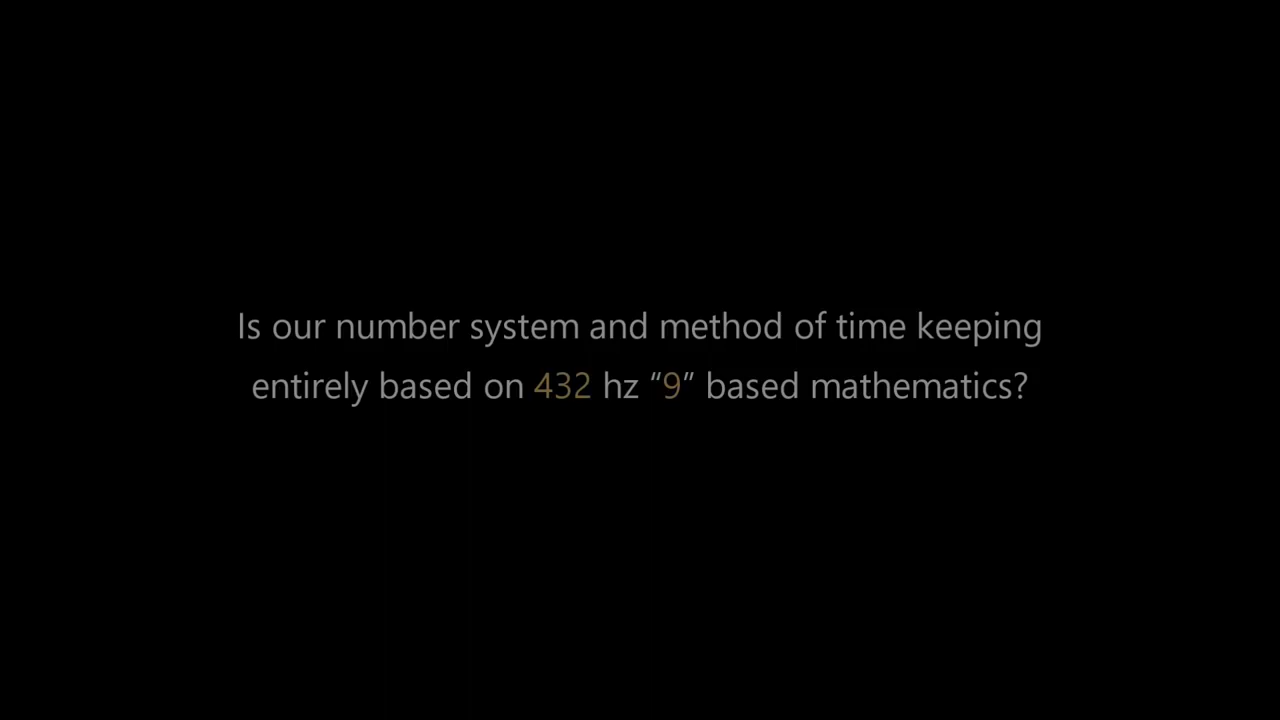 Is our number system and method of time keeping
entirely based on 432 hz “9” based mathematics?